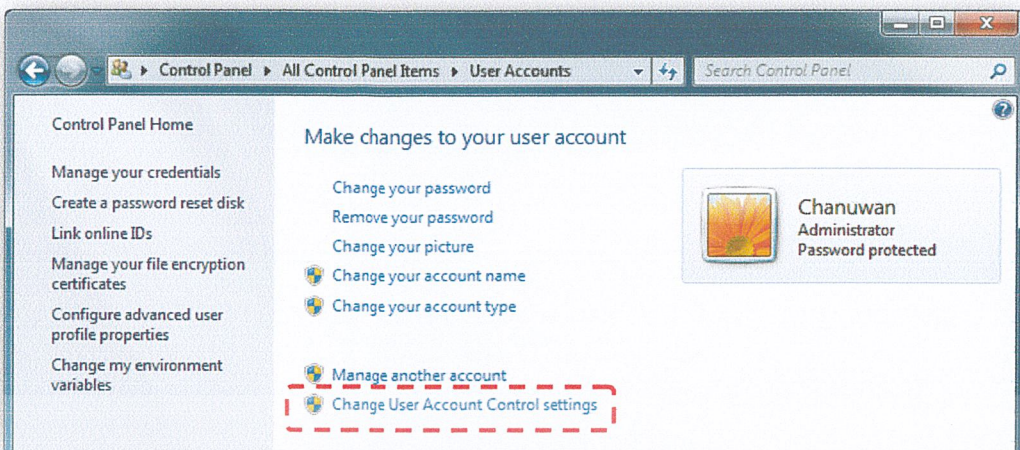 Control Panel ▸ All Control Panel Items ▸ User Accounts
Search Control Panel
Control Panel Home
Manage your credentials
Create a password reset disk
Link online IDs
Manage your file encryption
certificates
Configure advanced user
profile properties
Change my environment
variables
Make changes to your user account
Change your password
Remove your password
Change your picture
Change your account name
Change your account type
Manage another account
Change User Account Control settings
Chanuwan
Administrator
Password protected